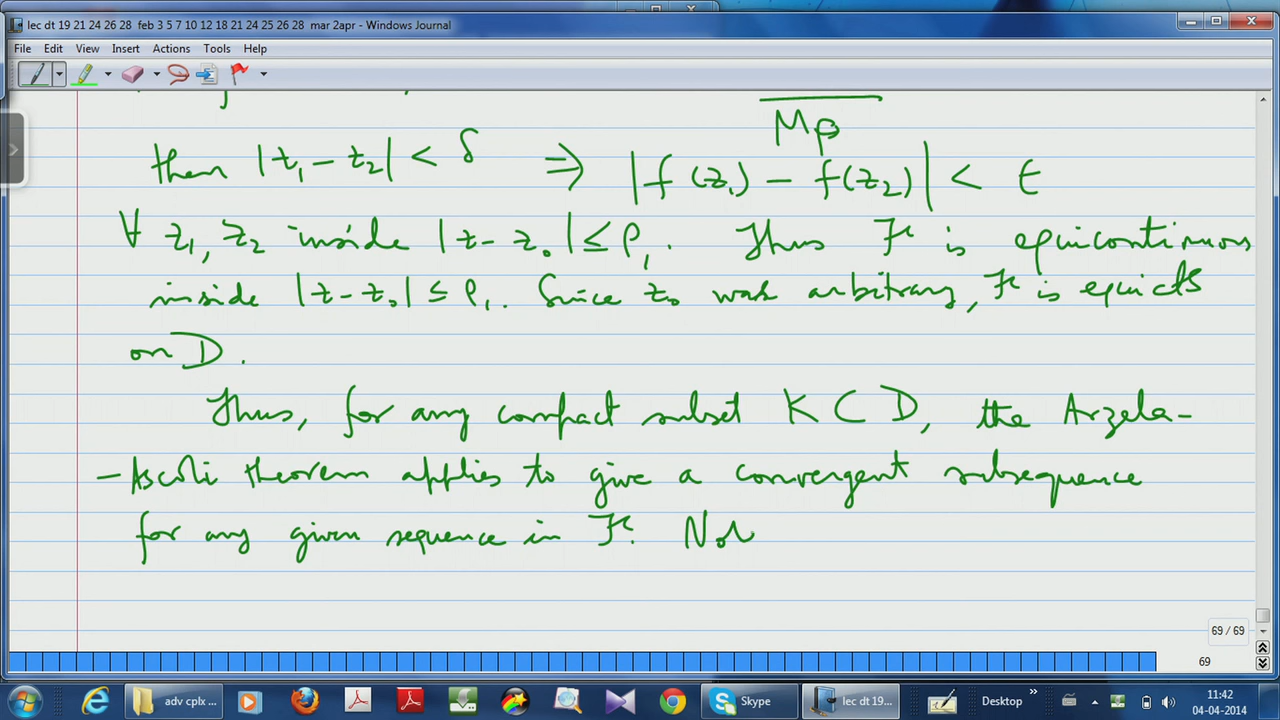 lec dt 19 21 24 26 28 feb 3 5 7 10 12 18 21 24 25 26 28 mar 2apr - Windows Journal
File Edit View Insert Actions Tools Help
Mρ
then |z₁ - z₂| < δ ⇒ |f(z₁) - f(z₂)| < ϵ
∀ z₁, z₂ inside |z - z₀| ≤ ρ₁. Thus ℱ is equicontinuous
inside |z - z₀| ≤ ρ₁. Since z₀ was arbitrary, ℱ is equicts
on D.
Thus, for any compact subset K ⊂ D, the Arzela-
-Ascoli theorem applies to give a convergent subsequence
for any given sequence in ℱ. Now
69 / 69
69
adv cplx ...
Skype
lec dt 19...
Desktop
11:42
04-04-2014